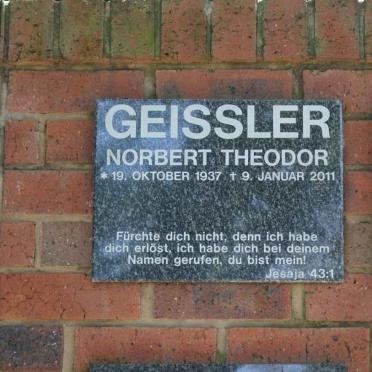 GEISSLER
NORBERT THEODOR
* 19. OKTOBER 1937 † 9. JANUAR 2011
Fürchte dich nicht, denn ich habe
dich erlöst, ich habe dich bei deinem
Namen gerufen, du bist mein!
Jesaja 43:1